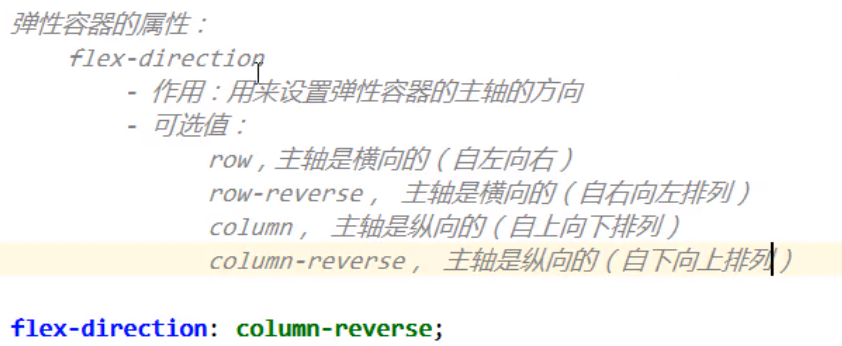 弹性容器的属性：
flex-direction
- 作用：用来设置弹性容器的主轴的方向
- 可选值：
row，主轴是横向的（自左向右）
row-reverse， 主轴是横向的（自右向左排列）
column， 主轴是纵向的（自上向下排列）
column-reverse， 主轴是纵向的（自下向上排列）
flex-direction: column-reverse;